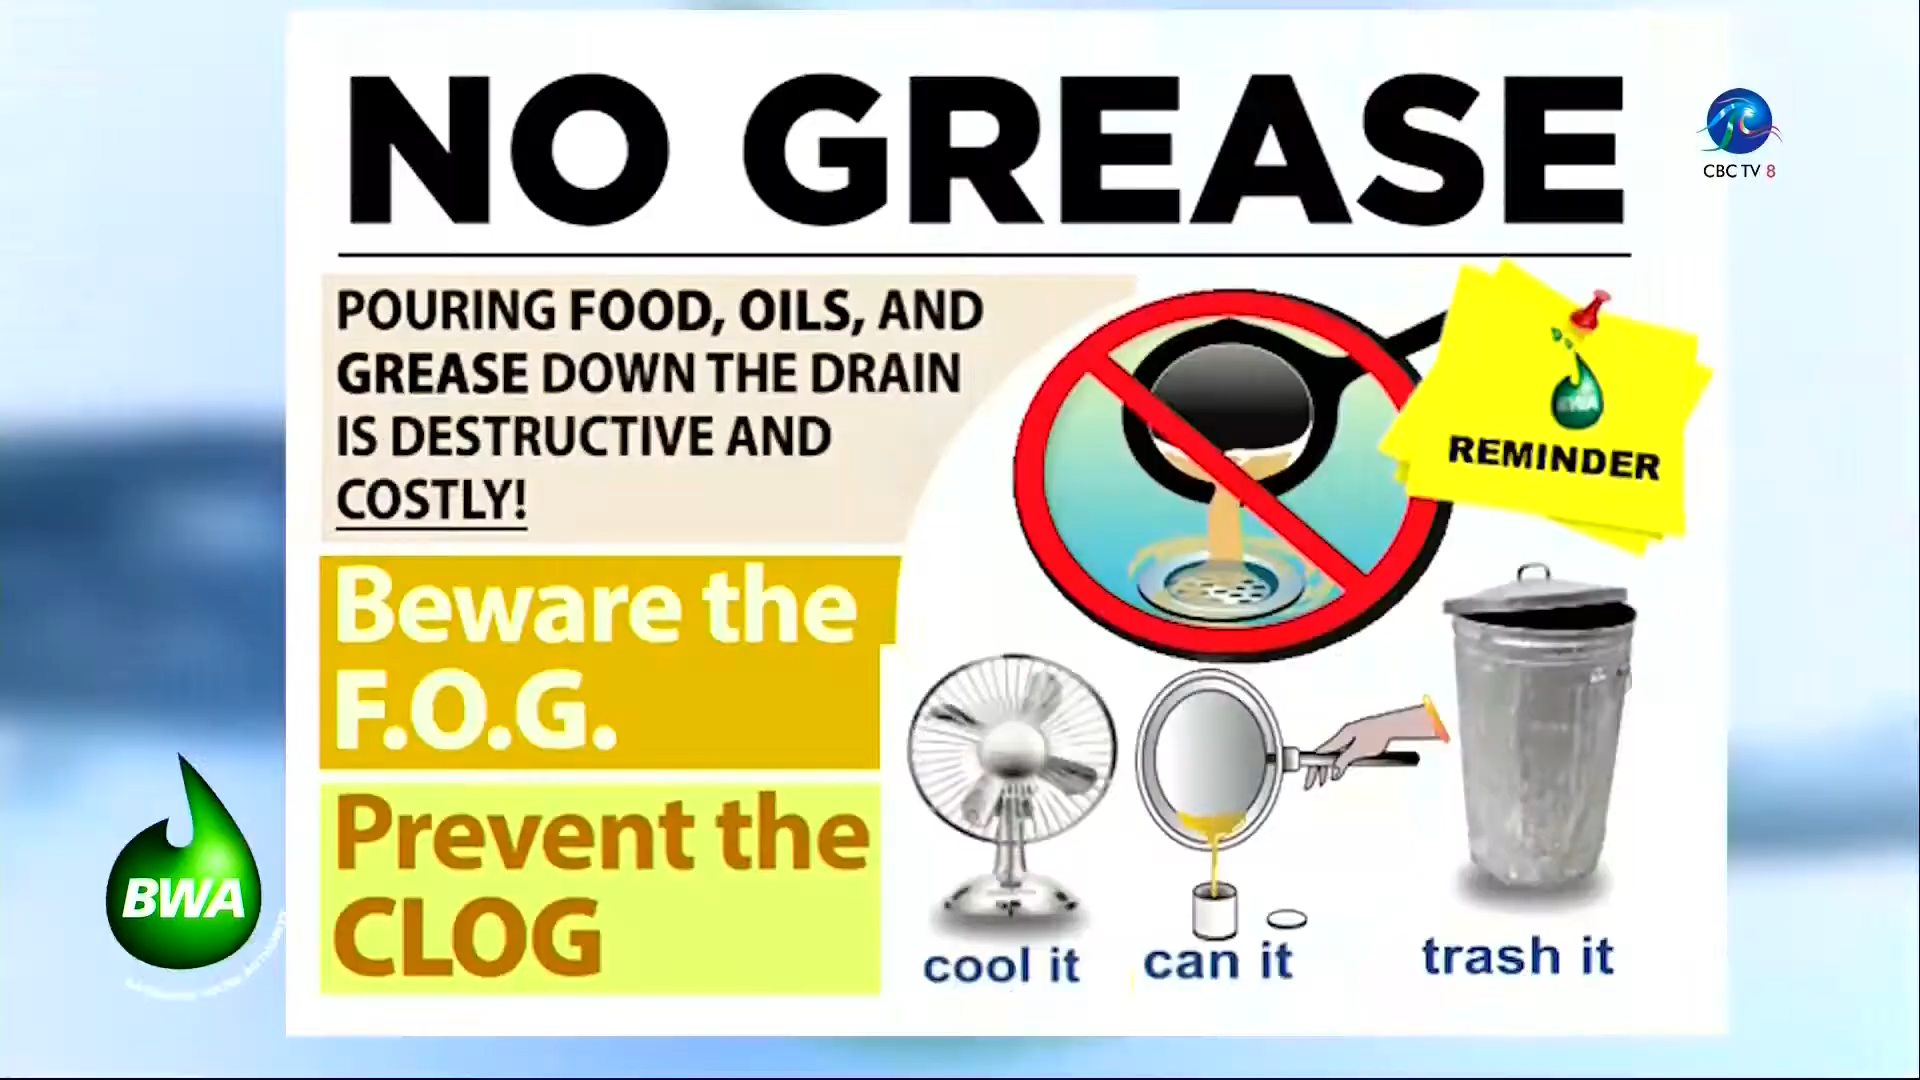 NO GREASE
CBC TV 8
POURING FOOD, OILS, AND
GREASE DOWN THE DRAIN
IS DESTRUCTIVE AND
COSTLY!
BWA
REMINDER
Beware the
F.O.G.
Prevent the
CLOG
cool it
can it
trash it
BWA